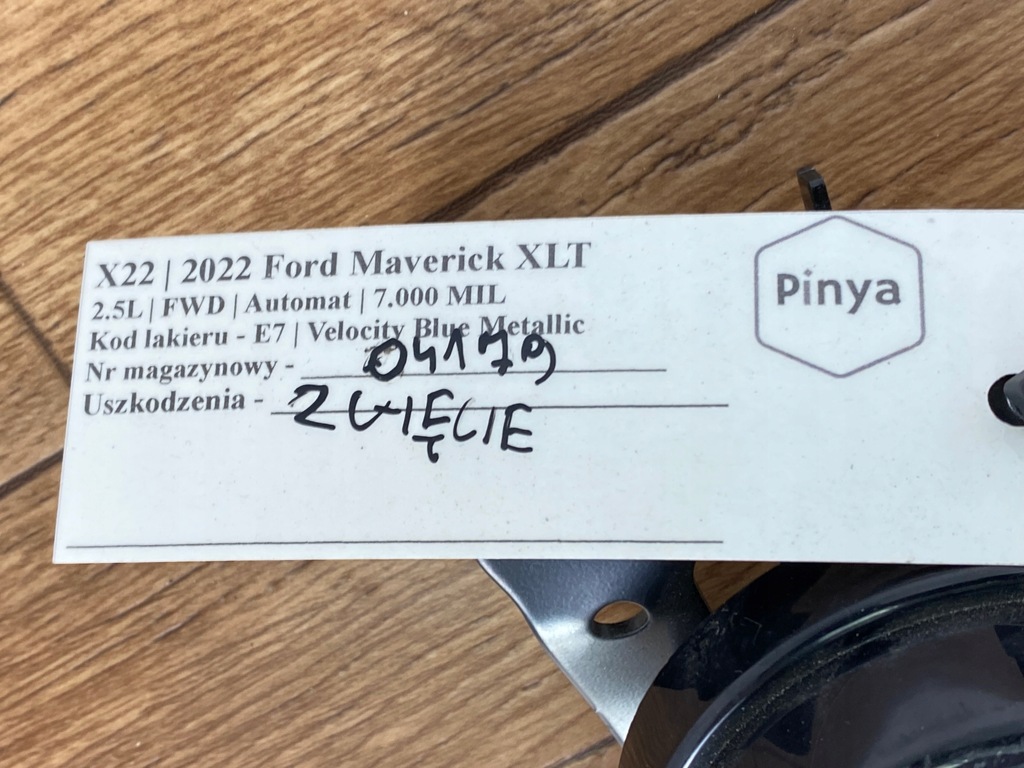 X22 | 2022 Ford Maverick XLT
2.5L | FWD | Automat | 7.000 MIL
Kod lakieru - E7 | Velocity Blue Metallic
Nr magazynowy - 04179
Uszkodzenia - ZGIĘCIE
Pinya